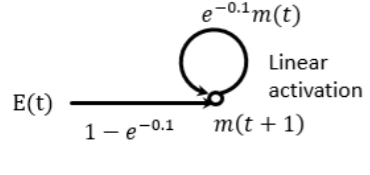 e^{-0.1}m(t)
Linear
activation
E(t)
1 − e^{-0.1}
m(t + 1)